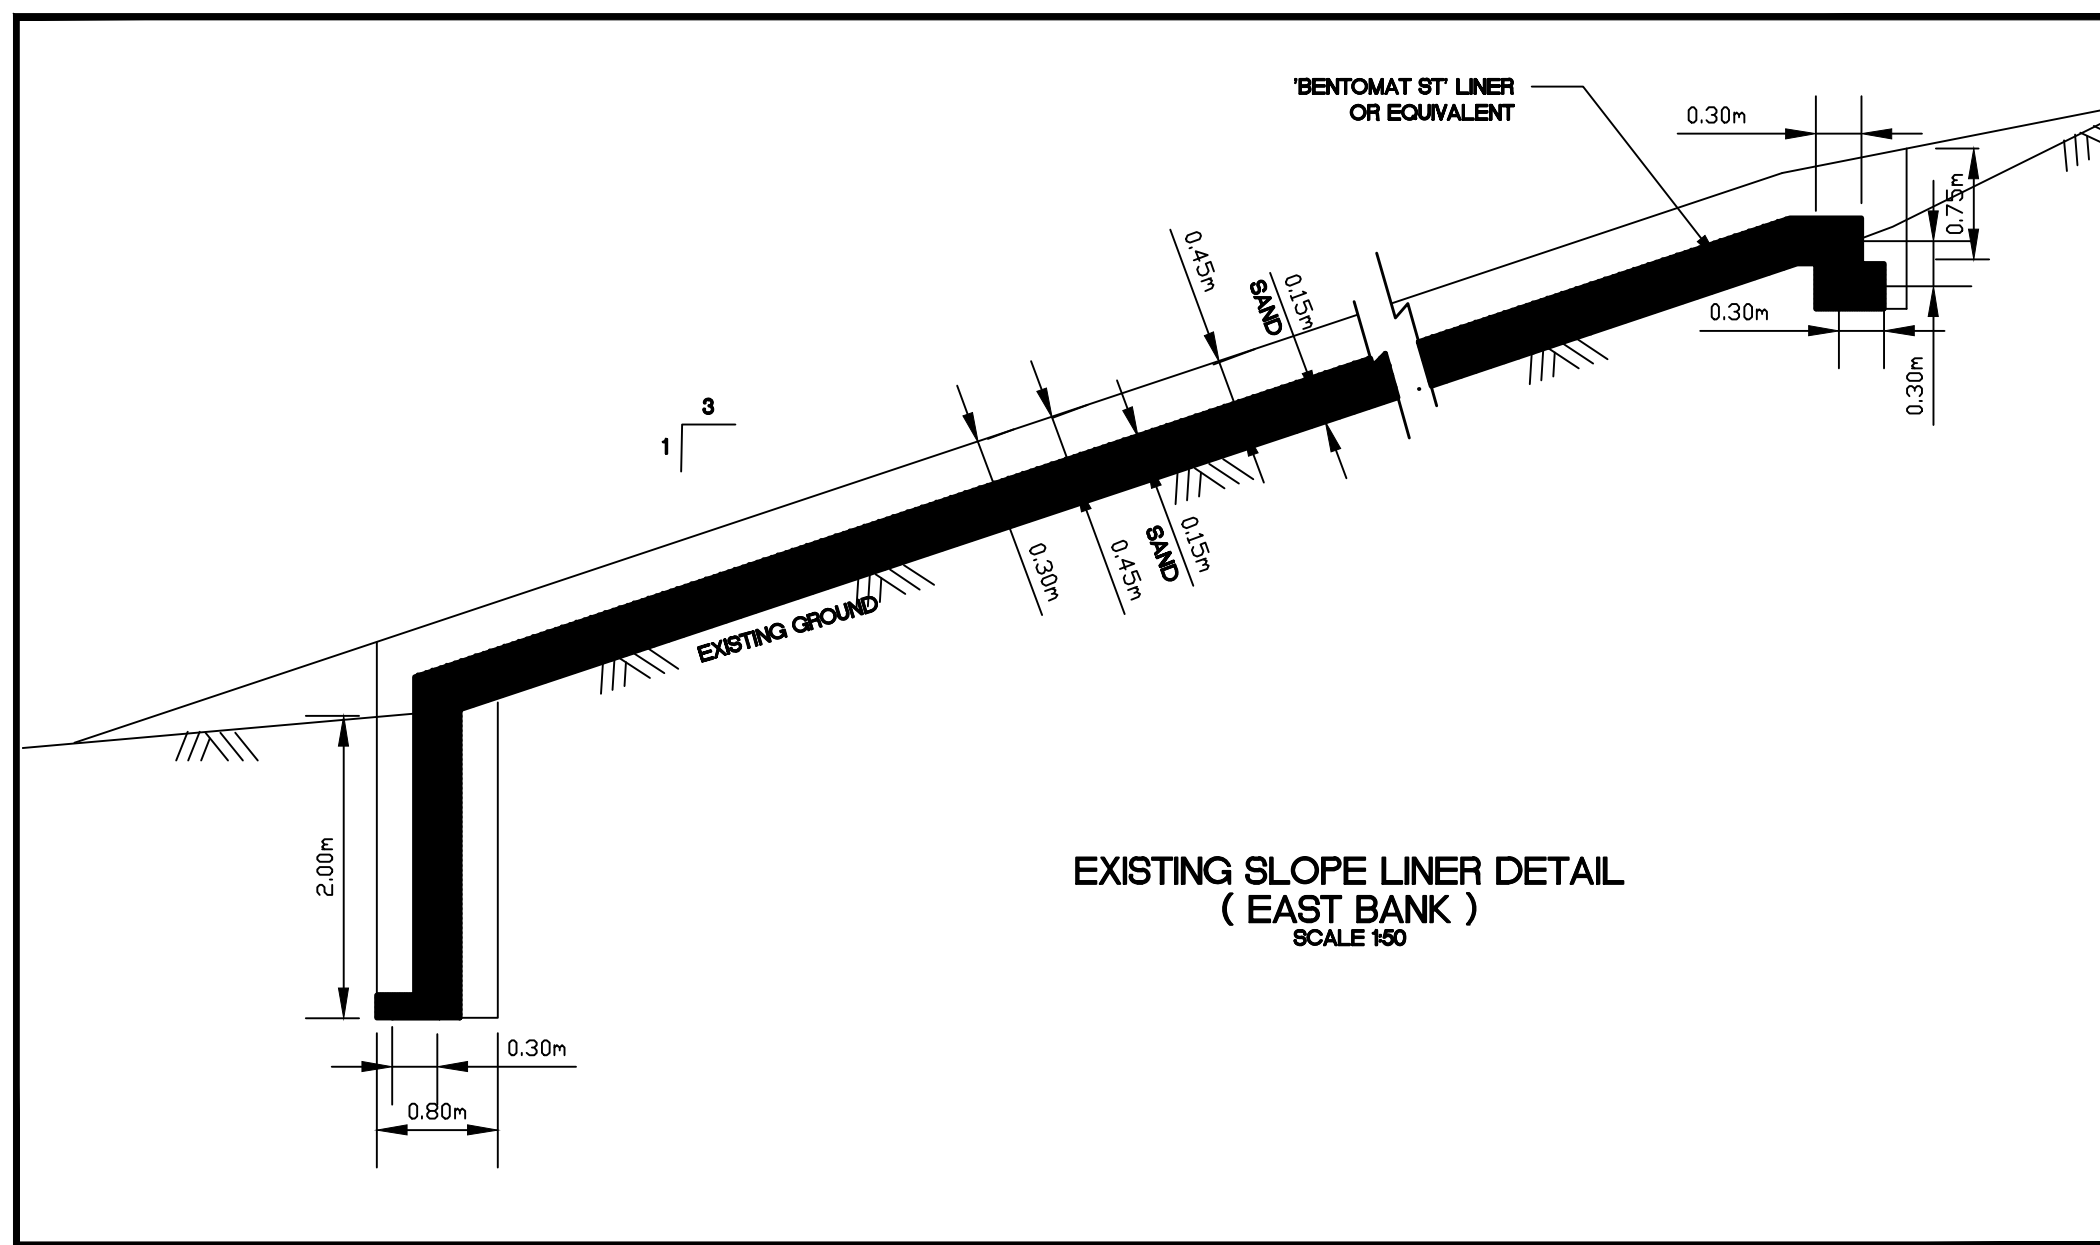 'BENTOMAT ST' LINER
OR EQUIVALENT
0.30m
0.75m
0.45m
SAND
0.15m
0.30m
0.30m
3
1
0.30m
0.45m
SAND
0.15m
EXISTING GROUND
2.00m
EXISTING SLOPE LINER DETAIL
( EAST BANK )
SCALE 1:50
0.30m
0.80m